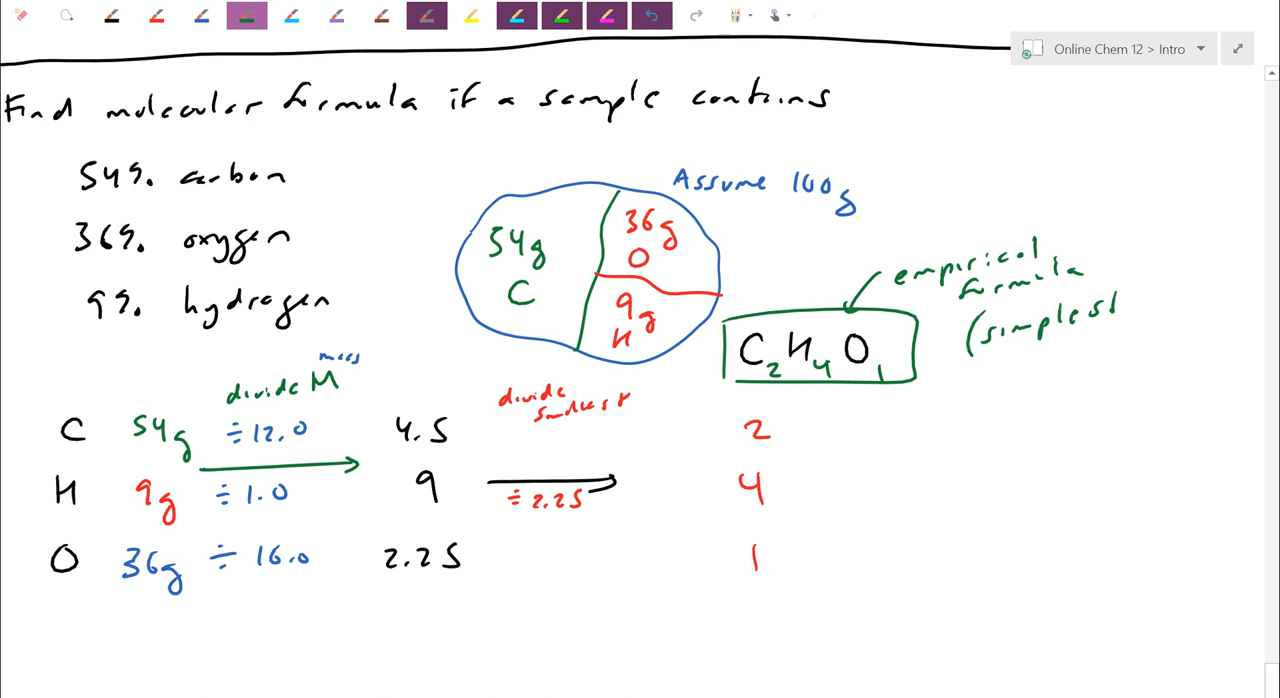 Online Chem 12 > Intro
Find molecular formula if a sample contains
54% carbon
36% oxygen
9% hydrogen
Assume 100g
54g
C
36g
O
9g
H
empirical
formula
(simplest
C₂H₄O₁
divide M mass
divide
smallest
C 54g ÷12.0 4.5 2
H 9g ÷ 1.0 9 ÷ 2.25 4
O 36g ÷ 16.0 2.25 1